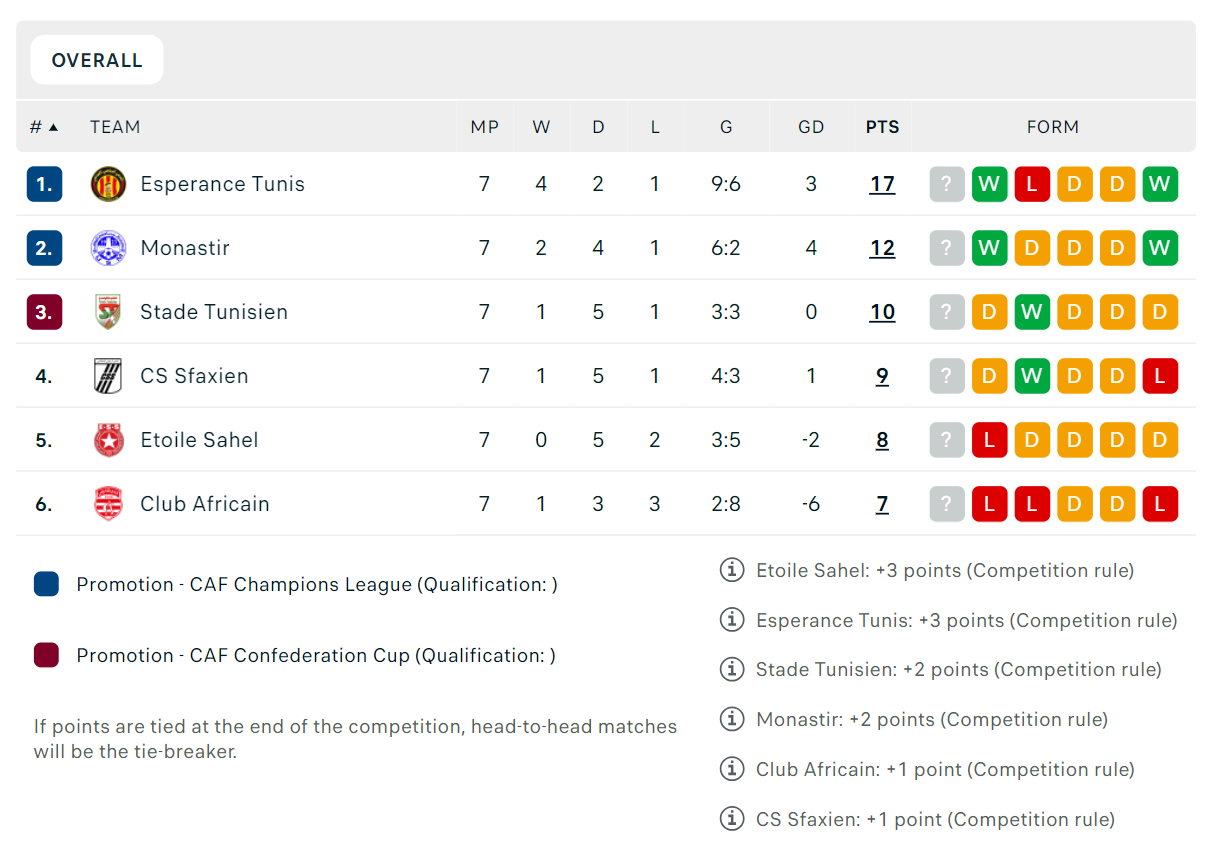 OVERALL
# ▲ TEAM MP W D L G GD PTS FORM
1. Esperance Tunis 7 4 2 1 9:6 3 17 ? W L D D W
2. Monastir 7 2 4 1 6:2 4 12 ? W D D D W
3. Stade Tunisien 7 1 5 1 3:3 0 10 ? D W D D D
4. CS Sfaxien 7 1 5 1 4:3 1 9 ? D W D D L
5. Etoile Sahel 7 0 5 2 3:5 -2 8 ? L D D D D
6. Club Africain 7 1 3 3 2:8 -6 7 ? L L D D L
Promotion - CAF Champions League (Qualification: )
Promotion - CAF Confederation Cup (Qualification: )
If points are tied at the end of the competition, head-to-head matches
will be the tie-breaker.
Etoile Sahel: +3 points (Competition rule)
Esperance Tunis: +3 points (Competition rule)
Stade Tunisien: +2 points (Competition rule)
Monastir: +2 points (Competition rule)
Club Africain: +1 point (Competition rule)
CS Sfaxien: +1 point (Competition rule)